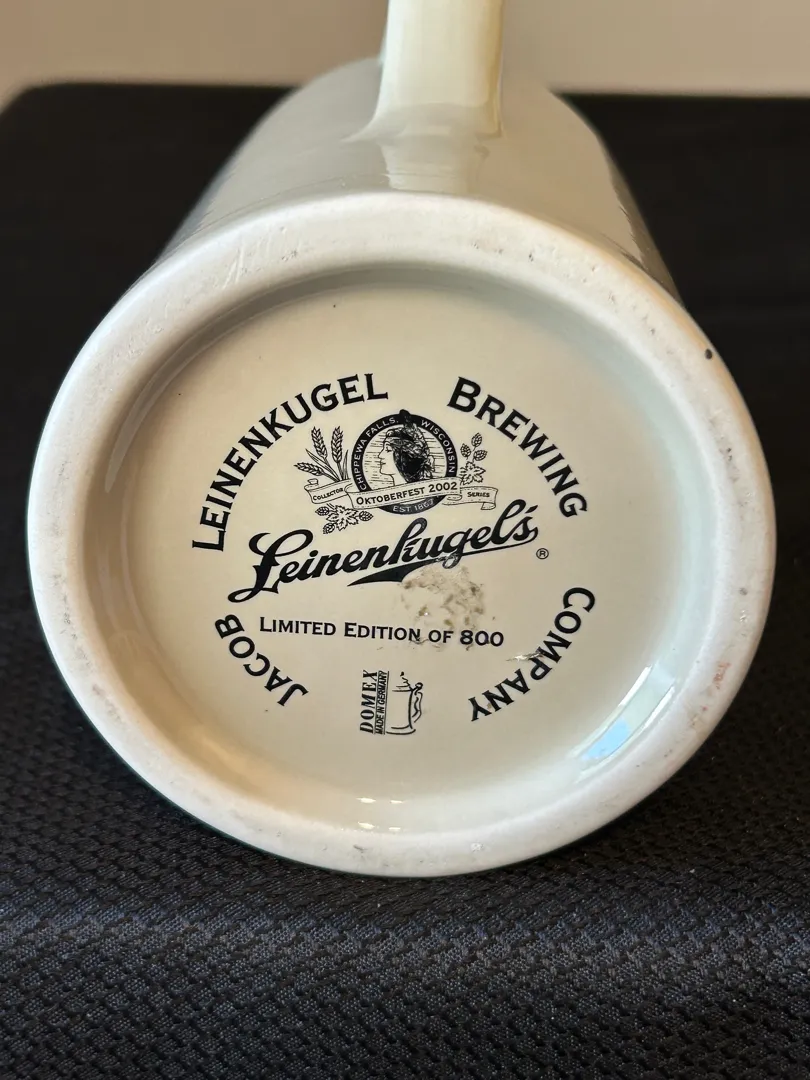 JACOB LEINENKUGEL BREWING COMPANY
CHIPPEWA FALLS, WISCONSIN
COLLECTOR OKTOBERFEST 2002 SERIES
EST. 1867
Leinenkugel's ®
LIMITED EDITION OF 800
DOMEX
MADE IN GERMANY